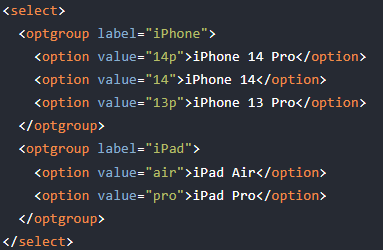 <select>
<optgroup label="iPhone">
<option value="14p">iPhone 14 Pro</option>
<option value="14">iPhone 14</option>
<option value="13p">iPhone 13 Pro</option>
</optgroup>
<optgroup label="iPad">
<option value="air">iPad Air</option>
<option value="pro">iPad Pro</option>
</optgroup>